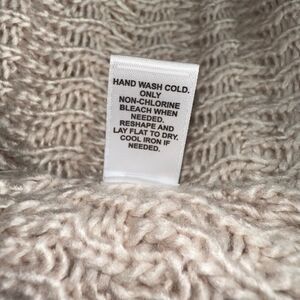 HAND WASH COLD.
ONLY
NON-CHLORINE
BLEACH WHEN
NEEDED.
RESHAPE AND
LAY FLAT TO DRY.
COOL IRON IF
NEEDED.